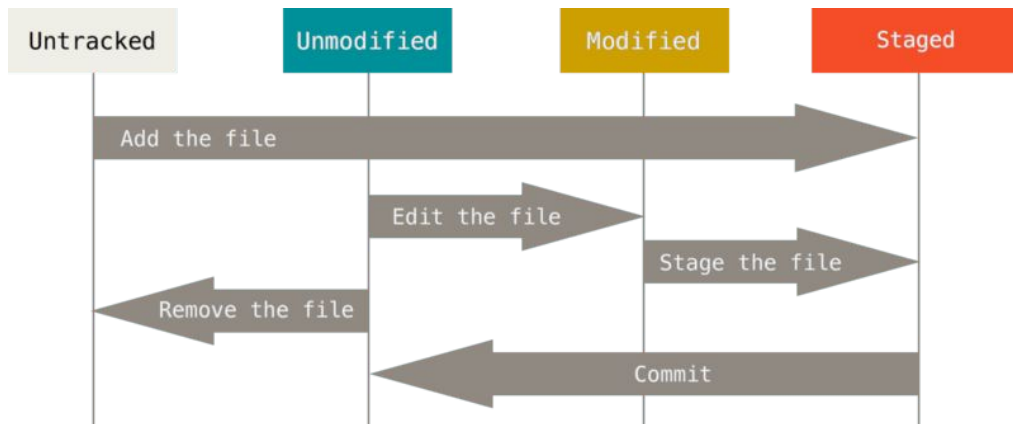 Untracked
Unmodified
Modified
Staged
Add the file
Edit the file
Stage the file
Remove the file
Commit